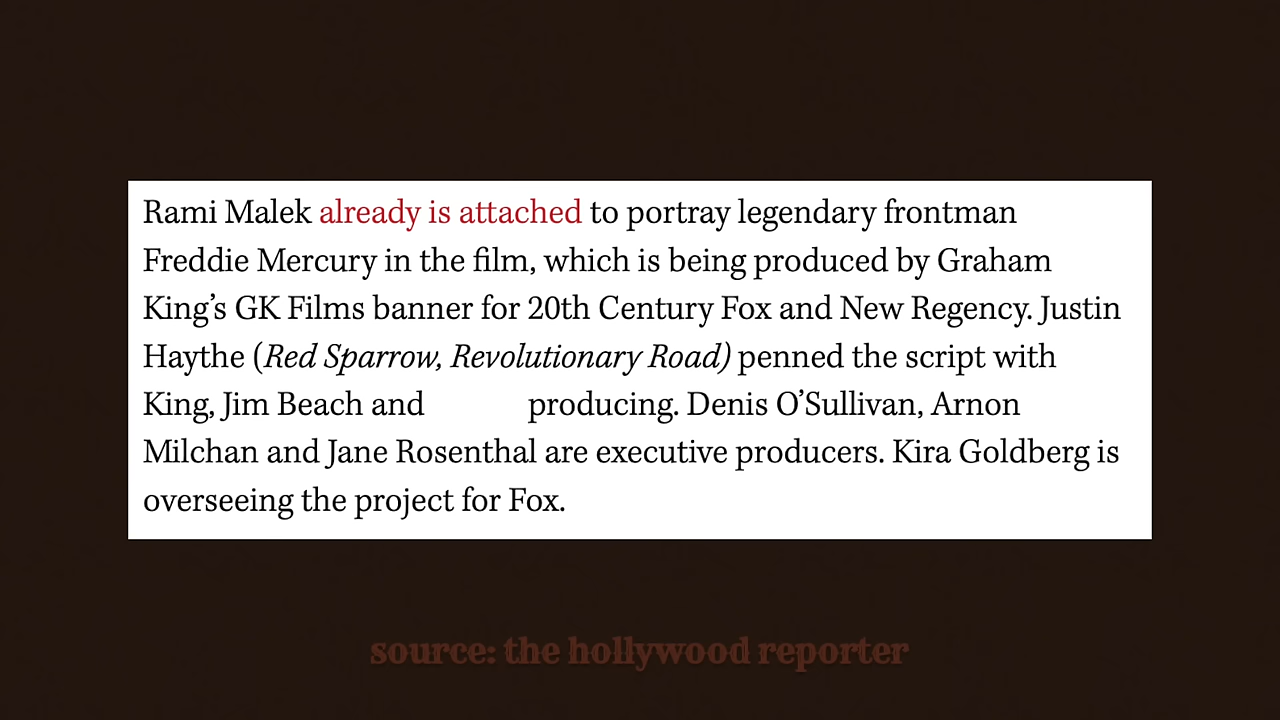 Rami Malek already is attached to portray legendary frontman
Freddie Mercury in the film, which is being produced by Graham
King’s GK Films banner for 20th Century Fox and New Regency. Justin
Haythe (Red Sparrow, Revolutionary Road) penned the script with
King, Jim Beach and producing. Denis O’Sullivan, Arnon
Milchan and Jane Rosenthal are executive producers. Kira Goldberg is
overseeing the project for Fox.
source: the hollywood reporter